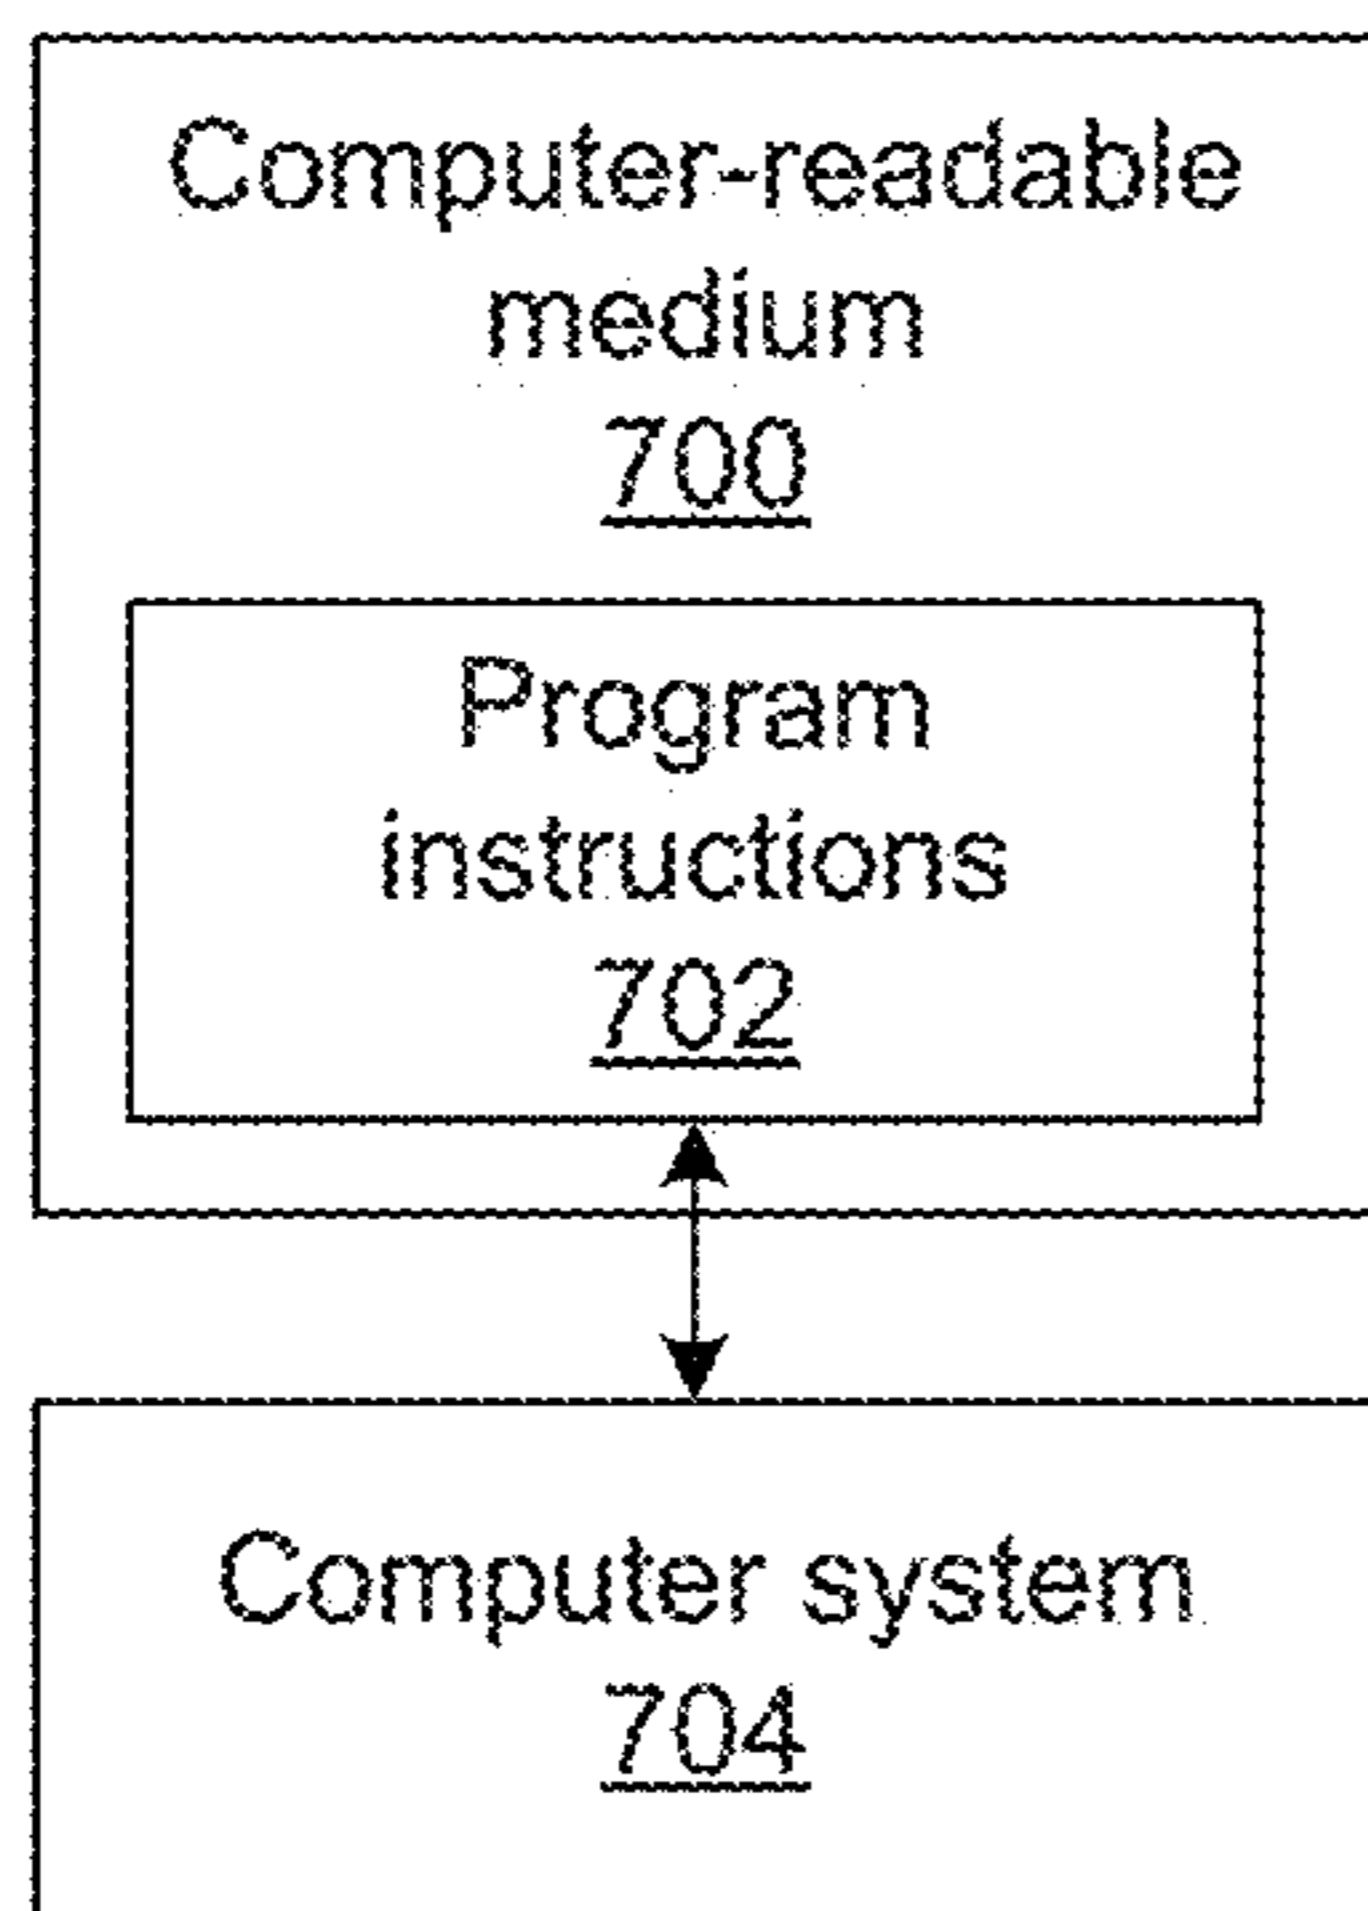 Computer-readable
medium
700
Program
instructions
702
Computer system
704